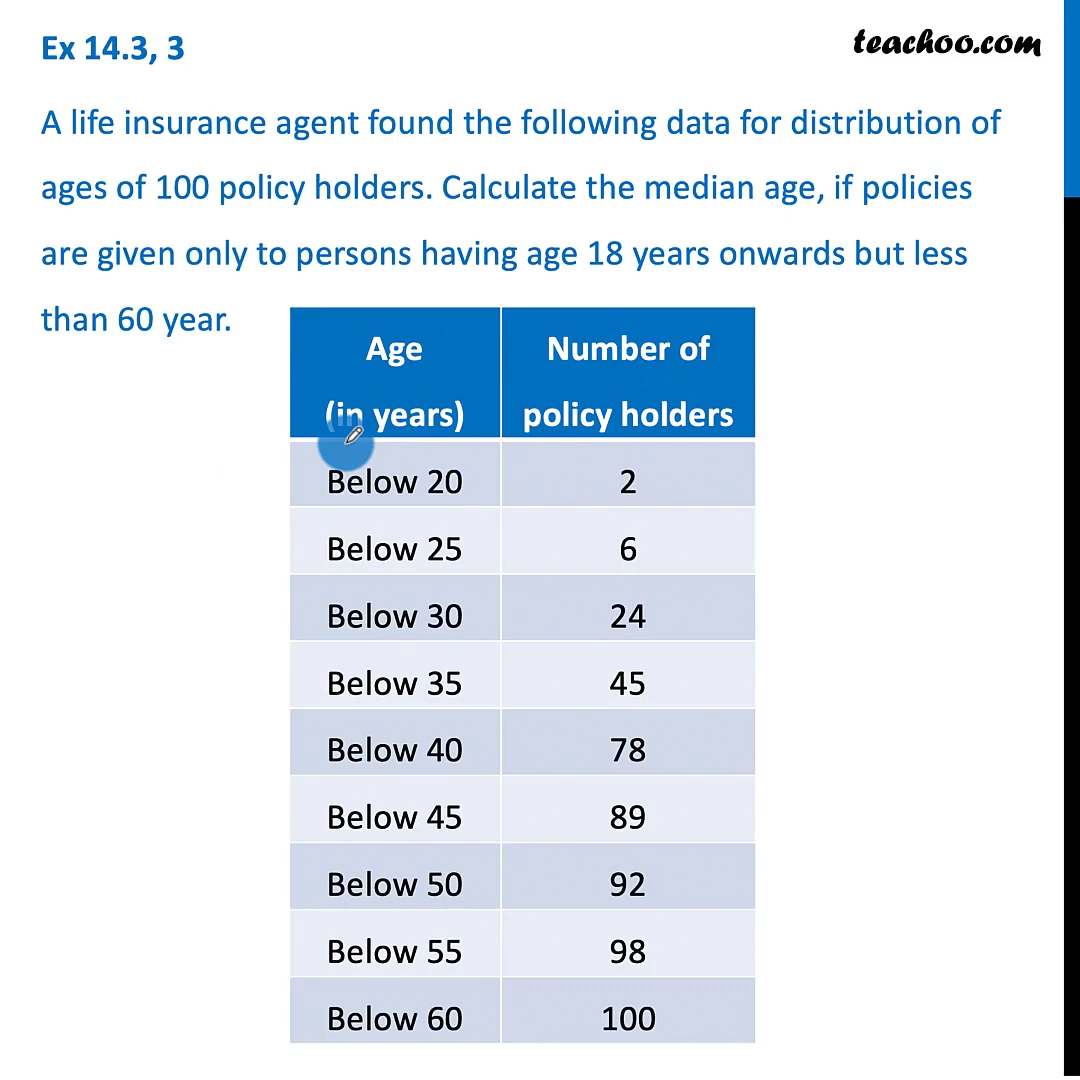 Ex 14.3, 3
teachoo.com
A life insurance agent found the following data for distribution of
ages of 100 policy holders. Calculate the median age, if policies
are given only to persons having age 18 years onwards but less
than 60 year.
Age Number of
(in years) policy holders
Below 20 2
Below 25 6
Below 30 24
Below 35 45
Below 40 78
Below 45 89
Below 50 92
Below 55 98
Below 60 100